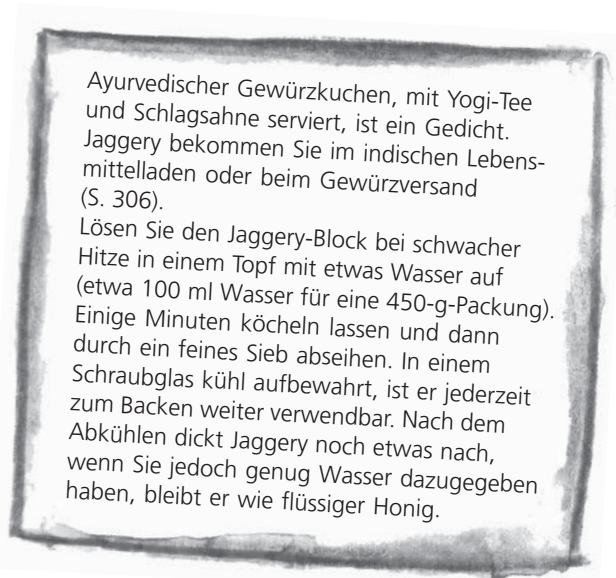 Ayurvedischer Gewürzkuchen, mit Yogi-Tee
und Schlagsahne serviert, ist ein Gedicht.
Jaggery bekommen Sie im indischen Lebens-
mittelladen oder beim Gewürzversand
(S. 306).
Lösen Sie den Jaggery-Block bei schwacher
Hitze in einem Topf mit etwas Wasser auf
(etwa 100 ml Wasser für eine 450-g-Packung).
Einige Minuten köcheln lassen und dann
durch ein feines Sieb abseihen. In einem
Schraubglas kühl aufbewahrt, ist er jederzeit
zum Backen weiter verwendbar. Nach dem
Abkühlen dickt Jaggery noch etwas nach,
wenn Sie jedoch genug Wasser dazugegeben
haben, bleibt er wie flüssiger Honig.